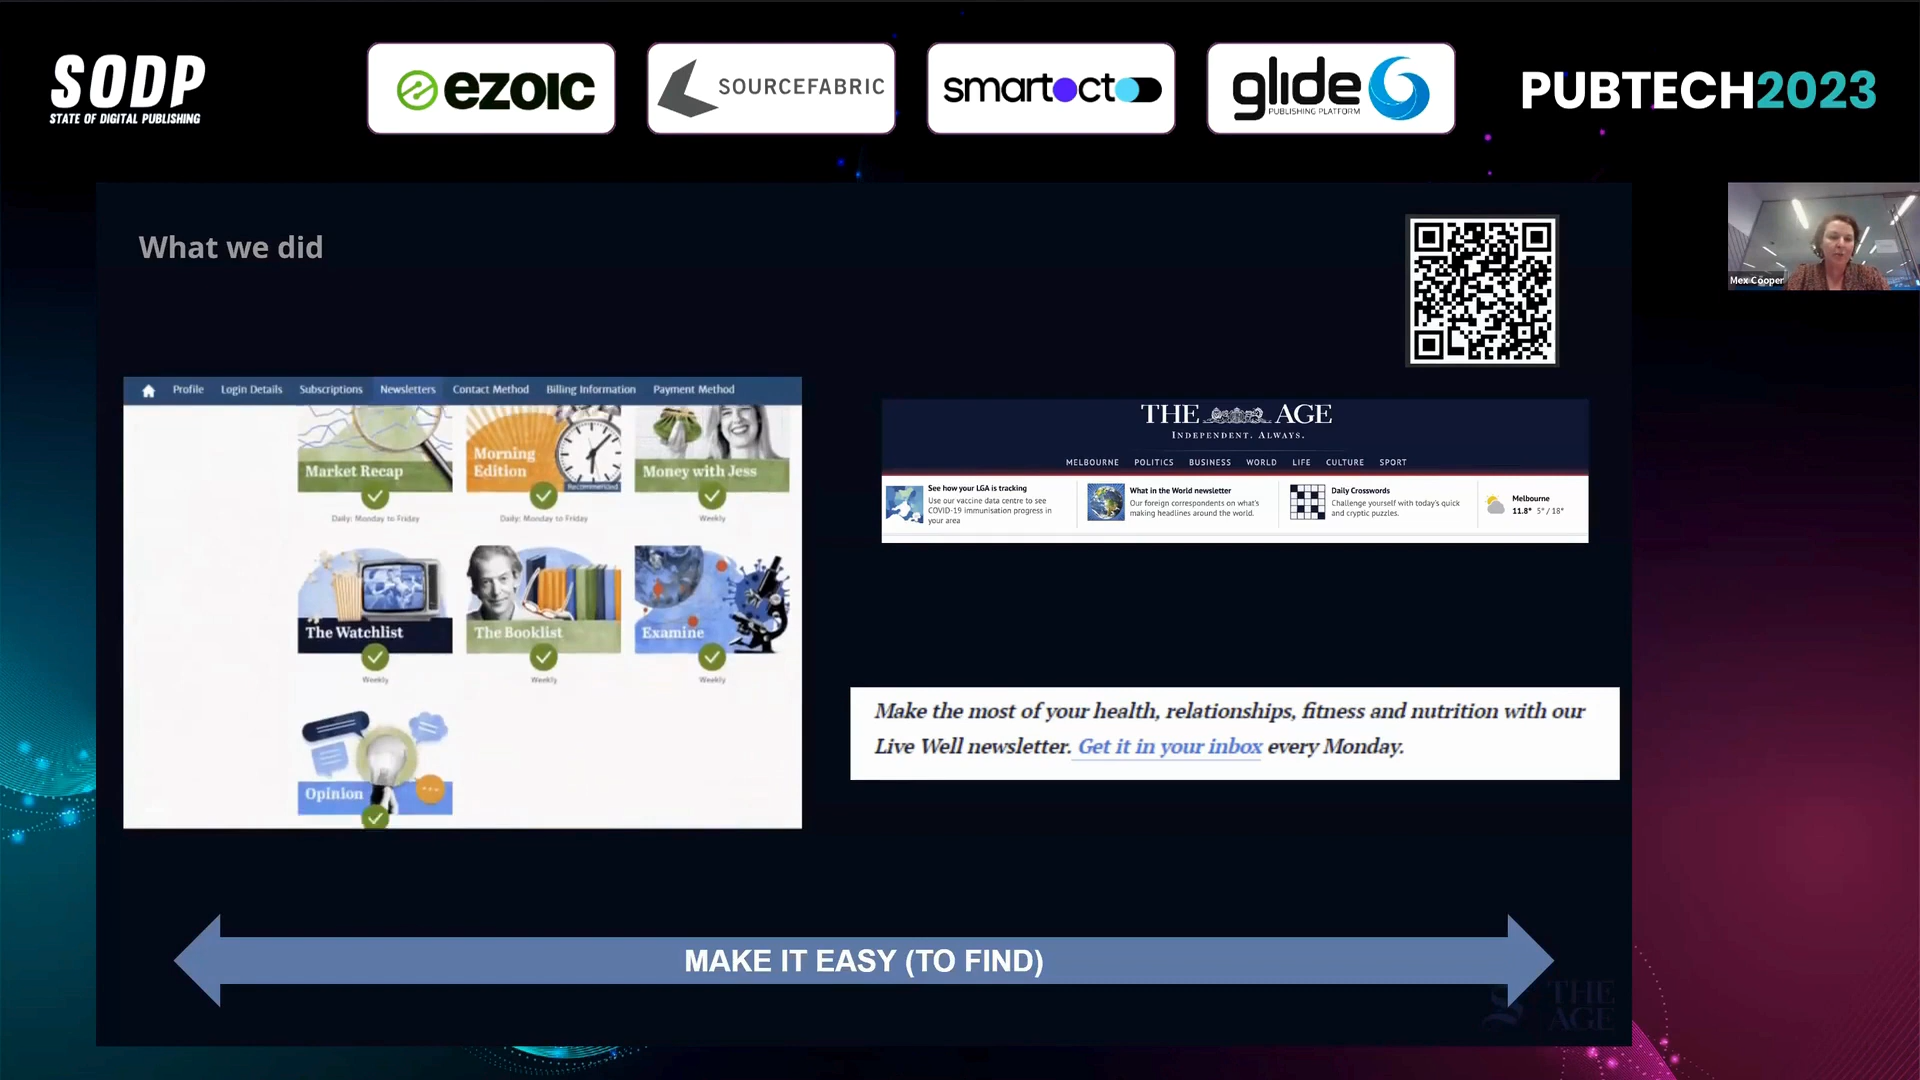 SODP
STATE OF DIGITAL PUBLISHING
ezoic
SOURCEFABRIC
smartocto
glide
PUBLISHING PLATFORM
PUBTECH2023
Mex Cooper
What we did
Profile Login Details Subscriptions Newsletters Contact Method Billing Information Payment Method
Market Recap
Daily: Monday to Friday
Morning
Edition
Recommended
Daily: Monday to Friday
Money with Jess
Weekly
The Watchlist
Weekly
The Booklist
Weekly
Examine
Weekly
Opinion
THE AGE
INDEPENDENT. ALWAYS.
MELBOURNE POLITICS BUSINESS WORLD LIFE CULTURE SPORT
See how your LGA is tracking
Use our vaccine data centre to see
COVID-19 immunisation progress in
your area
What in the World newsletter
Our foreign correspondents on what's
making headlines around the world.
Daily Crosswords
Challenge yourself with today's quick
and cryptic puzzles.
Melbourne
11.8° 5° / 18°
Make the most of your health, relationships, fitness and nutrition with our
Live Well newsletter. Get it in your inbox every Monday.
MAKE IT EASY (TO FIND)
THE
AGE